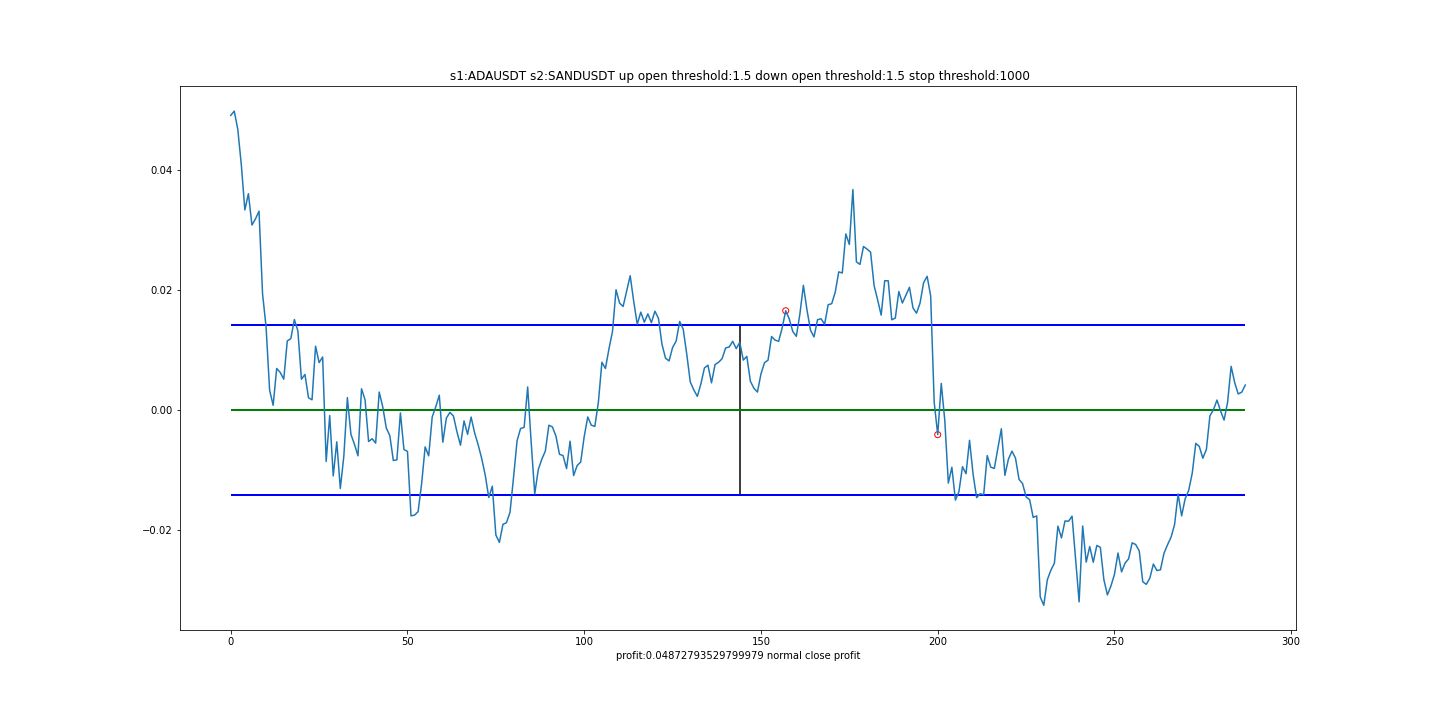 s1:ADAUSDT s2:SANDUSDT up open threshold:1.5 down open threshold:1.5 stop threshold:1000
0.04
0.02
0.00
−0.02
0 50 100 150 200 250 300
profit:0.04872793529799979 normal close profit